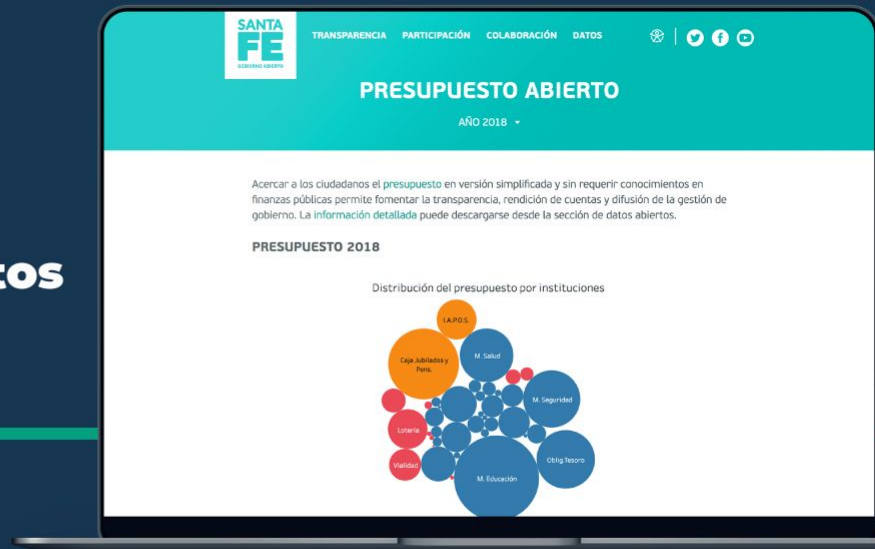 SANTA
FE
GOBIERNO ABIERTO
TRANSPARENCIA PARTICIPACIÓN COLABORACIÓN DATOS
PRESUPUESTO ABIERTO
AÑO 2018
Acercar a los ciudadanos el presupuesto en versión simplificada y sin requerir conocimientos en
finanzas públicas permite fomentar la transparencia, rendición de cuentas y difusión de la gestión de
gobierno. La información detallada puede descargarse desde la sección de datos abiertos.
PRESUPUESTO 2018
tos
Distribución del presupuesto por instituciones
I.A.P.O.S.
Caja Jubilados y
Pens.
M. Salud
M. Seguridad
Lotería
Vialidad
Oblig.Tesoro
M. Educación